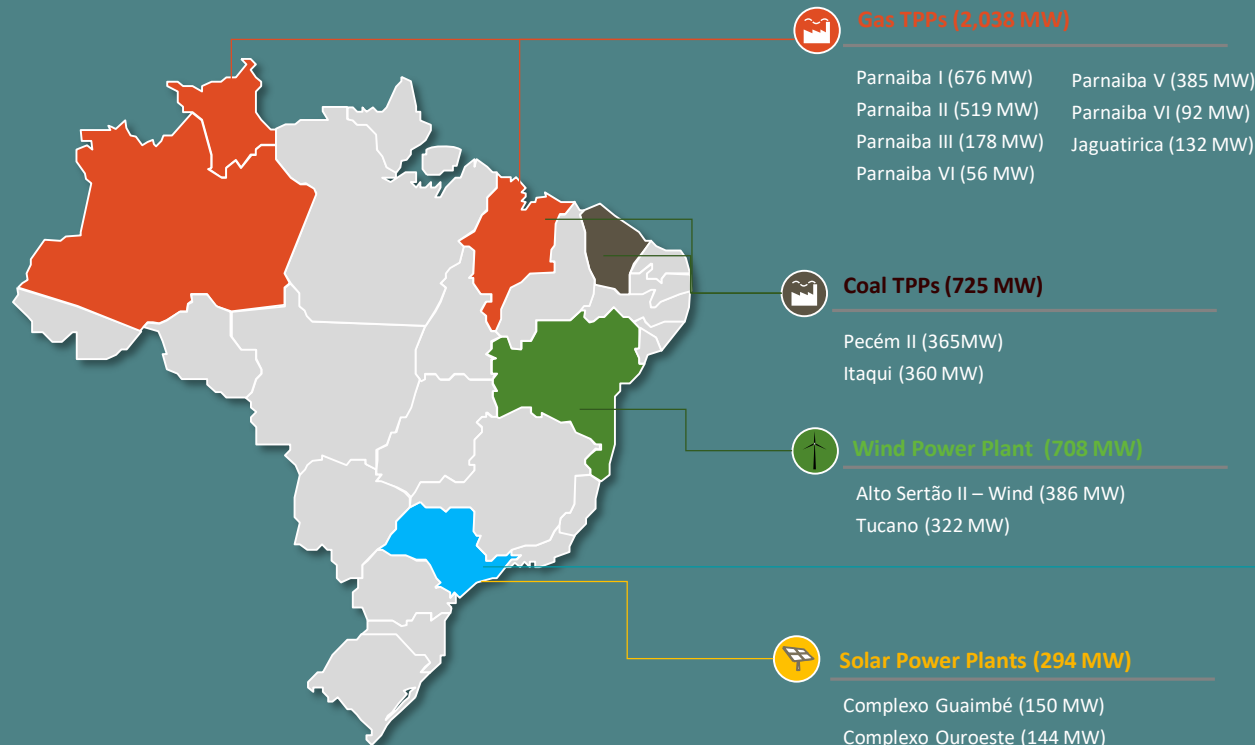 Gas TPPs (2,038 MW)
Parnaiba I (676 MW)
Parnaiba II (519 MW)
Parnaiba III (178 MW)
Parnaiba VI (56 MW)
Parnaiba V (385 MW)
Parnaiba VI (92 MW)
Jaguatirica (132 MW)
Coal TPPs (725 MW)
Pecém II (365MW)
Itaqui (360 MW)
Wind Power Plant (708 MW)
Alto Sertão II – Wind (386 MW)
Tucano (322 MW)
Solar Power Plants (294 MW)
Complexo Guaimbé (150 MW)
Complexo Ouroeste (144 MW)